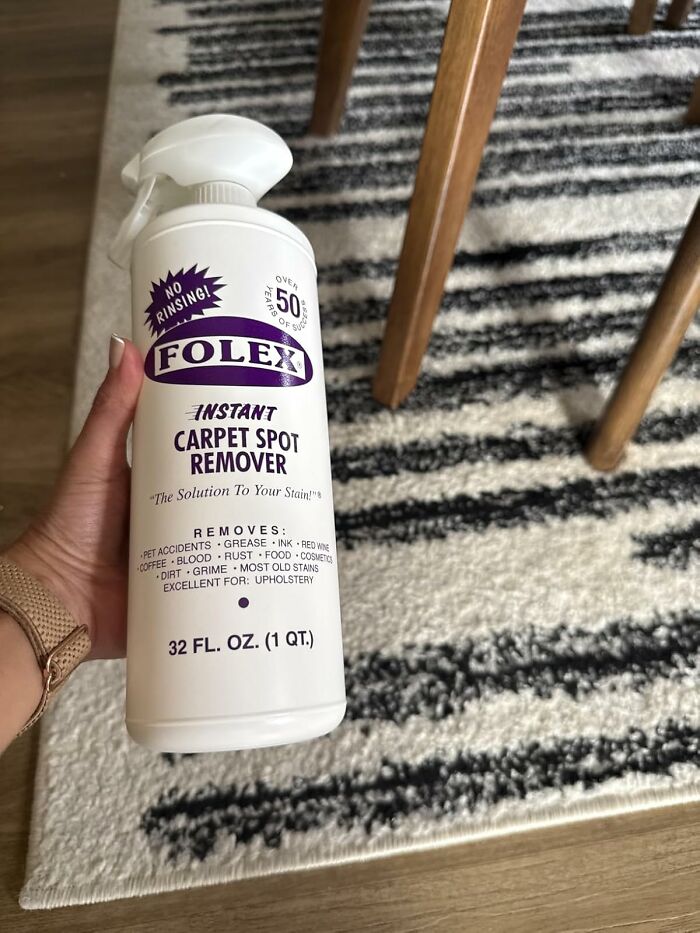 NO
RINSING!
OVER
50
YEARS OF SUCCESS
FOLEX®
INSTANT
CARPET SPOT
REMOVER
"The Solution To Your Stain!"®
REMOVES:
• PET ACCIDENTS • GREASE • INK • RED WINE
• COFFEE • BLOOD • RUST • FOOD • COSMETICS
• DIRT • GRIME • MOST OLD STAINS
EXCELLENT FOR: UPHOLSTERY
32 FL. OZ. (1 QT.)